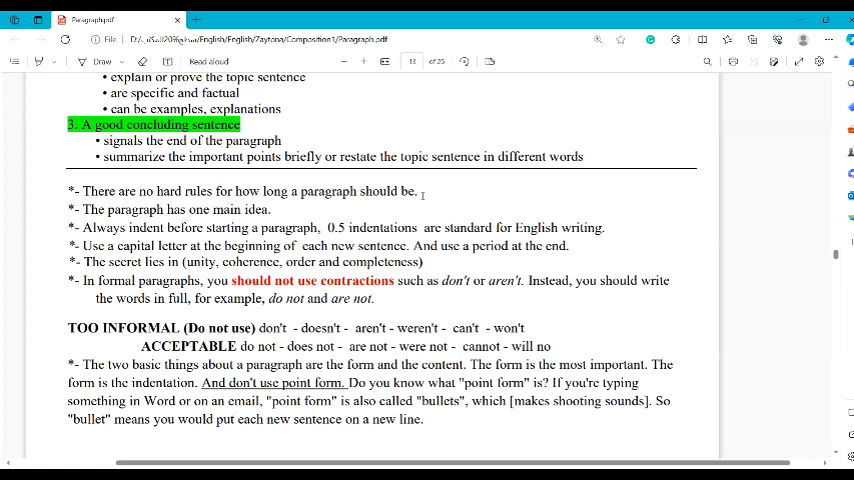 Paragraph.pdf
File
English/English/Zaytona/Composition1/Paragraph.pdf
Draw
Read aloud
13 of 25
• explain or prove the topic sentence
• are specific and factual
• can be examples, explanations
3. A good concluding sentence
• signals the end of the paragraph
• summarize the important points briefly or restate the topic sentence in different words
*- There are no hard rules for how long a paragraph should be.
*- The paragraph has one main idea.
*- Always indent before starting a paragraph, 0.5 indentations are standard for English writing.
*- Use a capital letter at the beginning of each new sentence. And use a period at the end.
*- The secret lies in (unity, coherence, order and completeness)
*- In formal paragraphs, you should not use contractions such as don't or aren't. Instead, you should write
the words in full, for example, do not and are not.
TOO INFORMAL (Do not use) don't - doesn't - aren't - weren't - can't - won't
ACCEPTABLE do not - does not - are not - were not - cannot - will no
*- The two basic things about a paragraph are the form and the content. The form is the most important. The
form is the indentation. And don't use point form. Do you know what "point form" is? If you're typing
something in Word or on an email, "point form" is also called "bullets", which [makes shooting sounds]. So
"bullet" means you would put each new sentence on a new line.